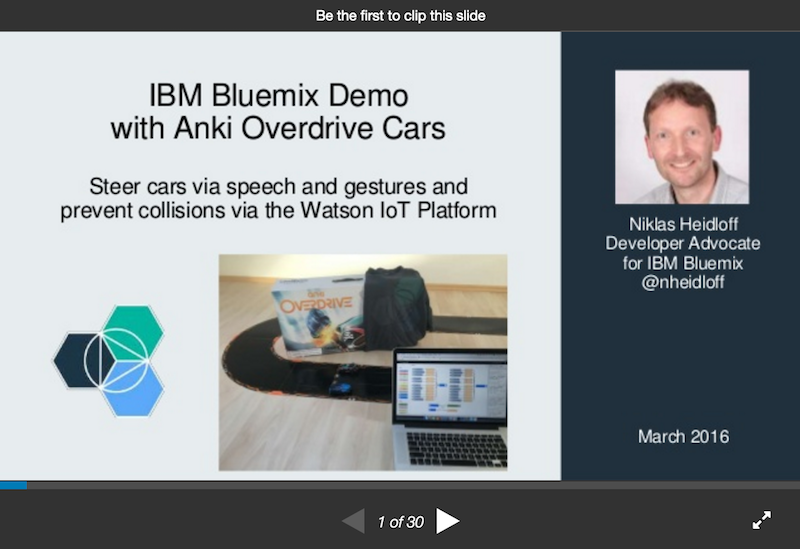 Be the first to clip this slide
IBM Bluemix Demo
with Anki Overdrive Cars
Steer cars via speech and gestures and
prevent collisions via the Watson IoT Platform
OVERDRIVE
Niklas Heidloff
Developer Advocate
for IBM Bluemix
@nheidloff
March 2016
1 of 30